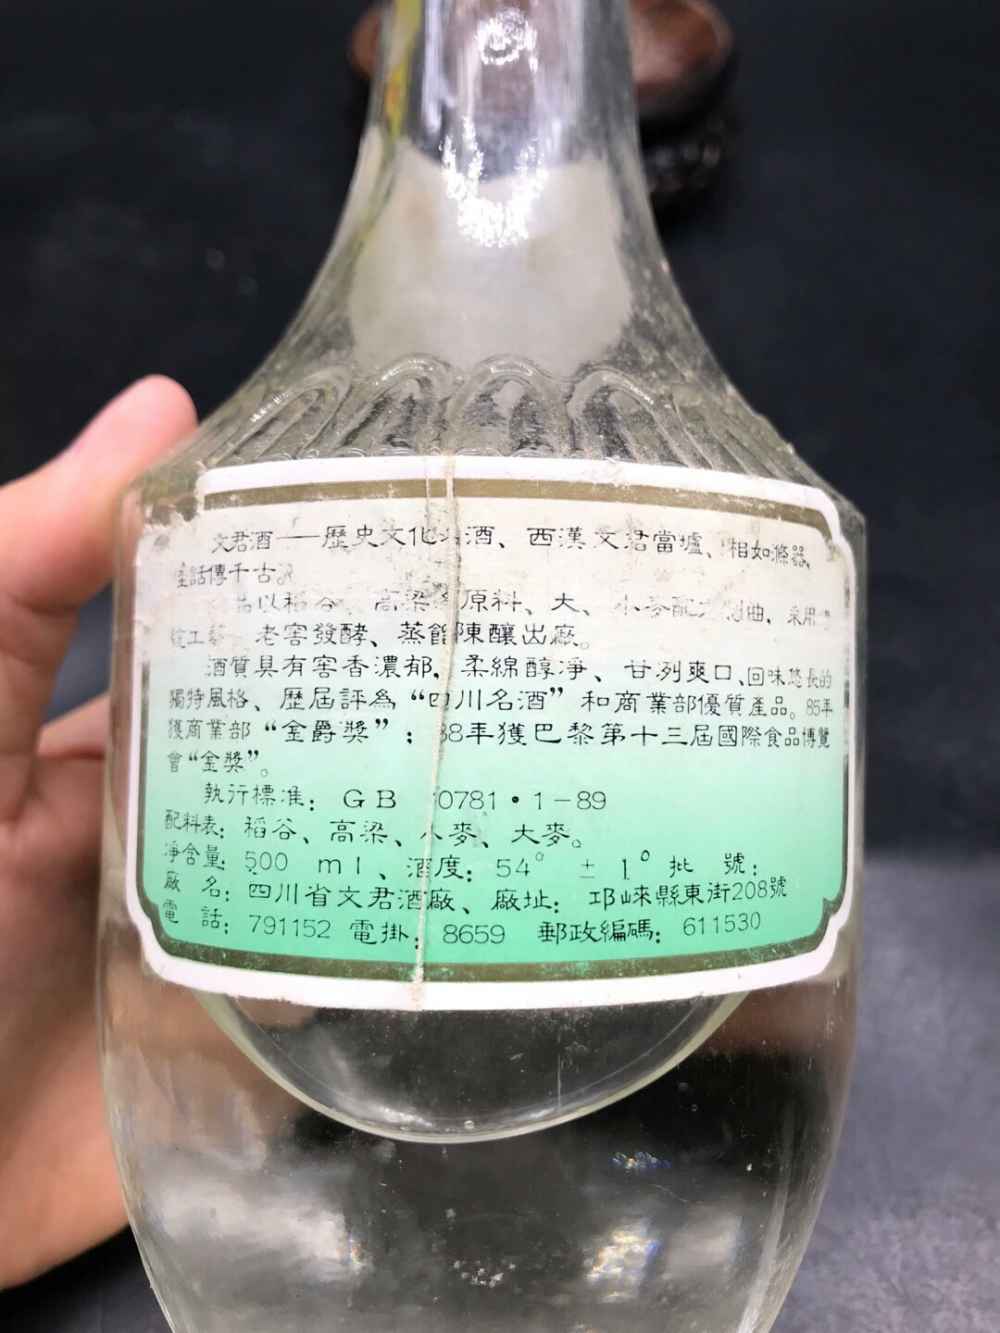 文君酒——歷史文化名酒、西漢文君當壚、相如滌器,
佳話傳千古。
品以稻谷、高梁 原料、大、小麥配 制曲、采用
工藝 老窖發酵、蒸餾陳釀出廠。
酒質具有窖香濃郁,柔綿醇凈、甘洌爽口、回味悠長的
獨特風格、歷屆評為“四川名酒”和商業部優質產品。85年
獲商業部“金爵獎”;88年獲巴黎第十三屆國際食品博覽
會“金獎”。
執行標准:GB 10781·1-89
配料表:稻谷、高梁、小麥、大麥。
凈含量:500 ml、酒度:54° ± 1° 批 號:
廠 名:四川省文君酒廠、廠址:邛崍縣東街208號
電 話:791152 電掛:8659 郵政編碼:611530